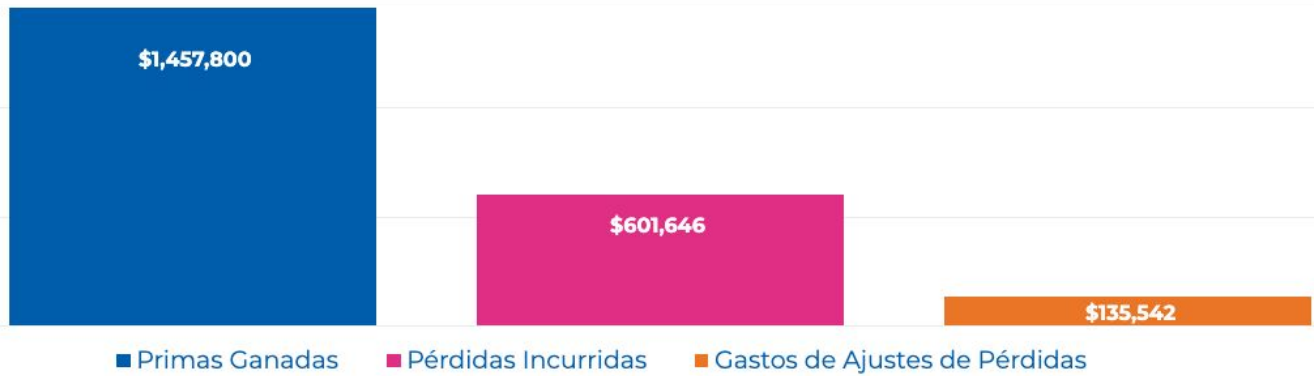 $1,457,800
$601,646
$135,542
Primas Ganadas
Pérdidas Incurridas
Gastos de Ajustes de Pérdidas